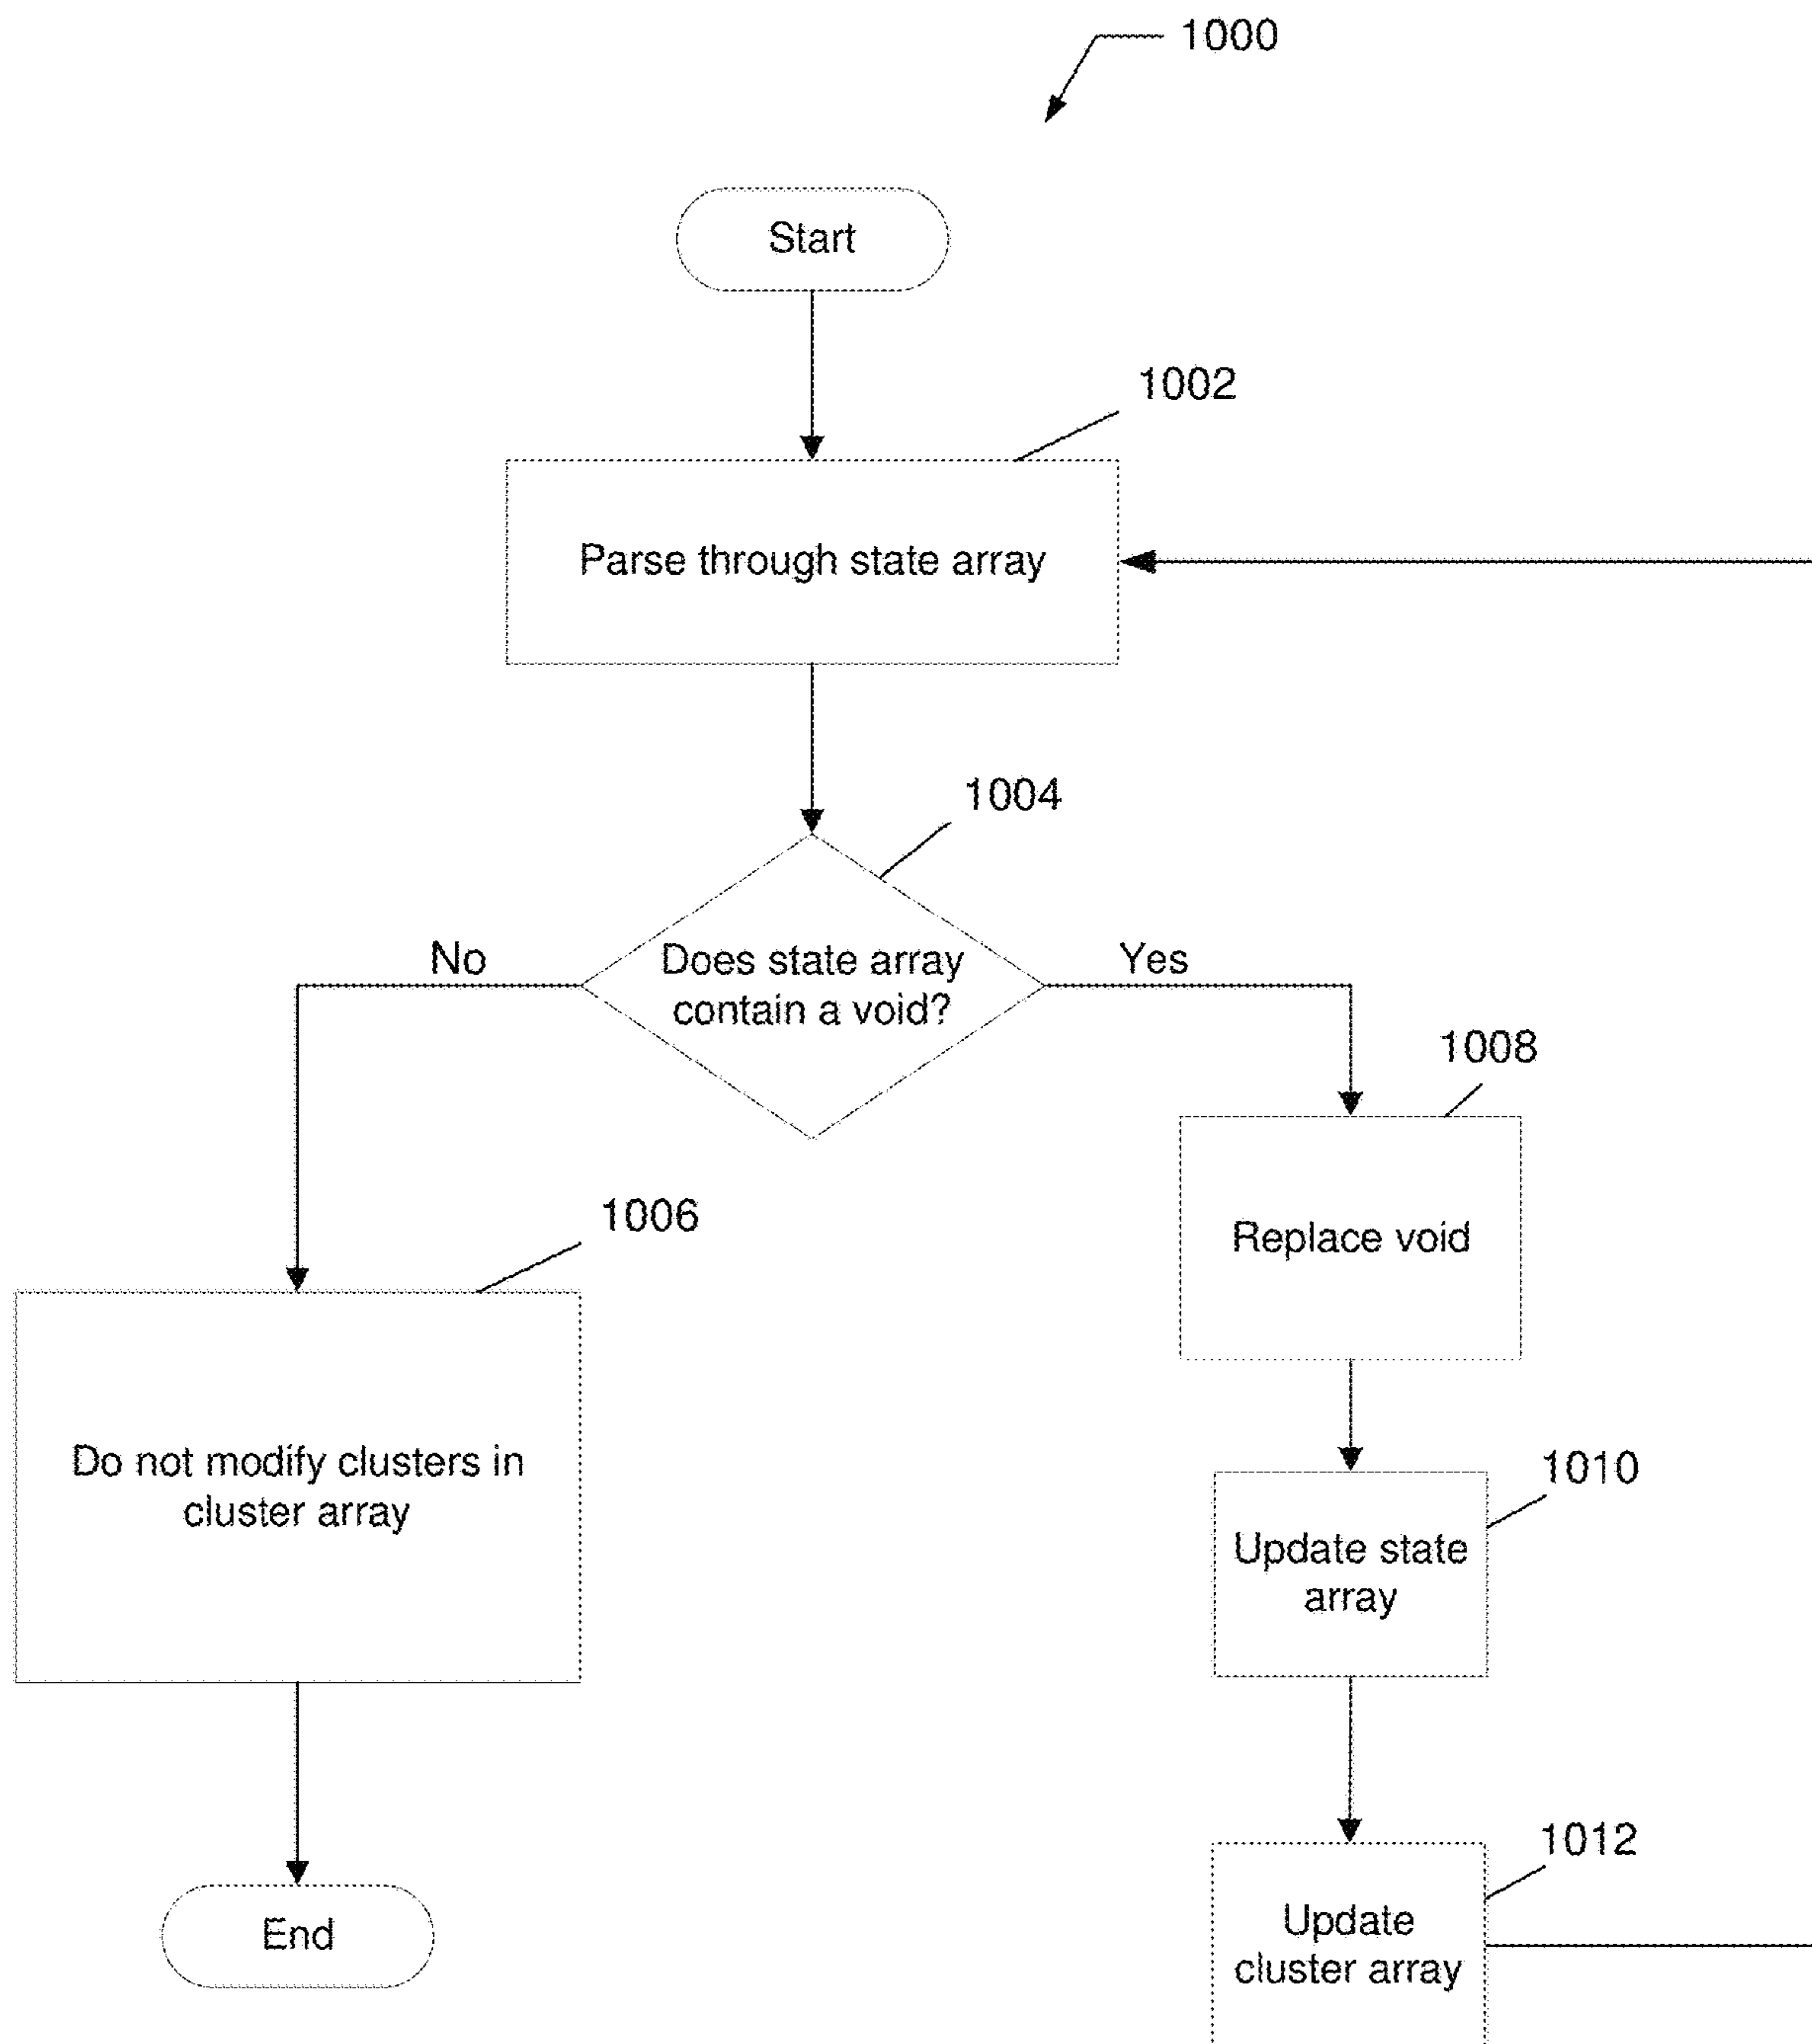 1000
Start
1002
Parse through state array
1004
No
Does state array
contain a void?
Yes
1008
Replace void
1006
Do not modify clusters in
cluster array
1010
Update state
array
1012
Update
cluster array
End